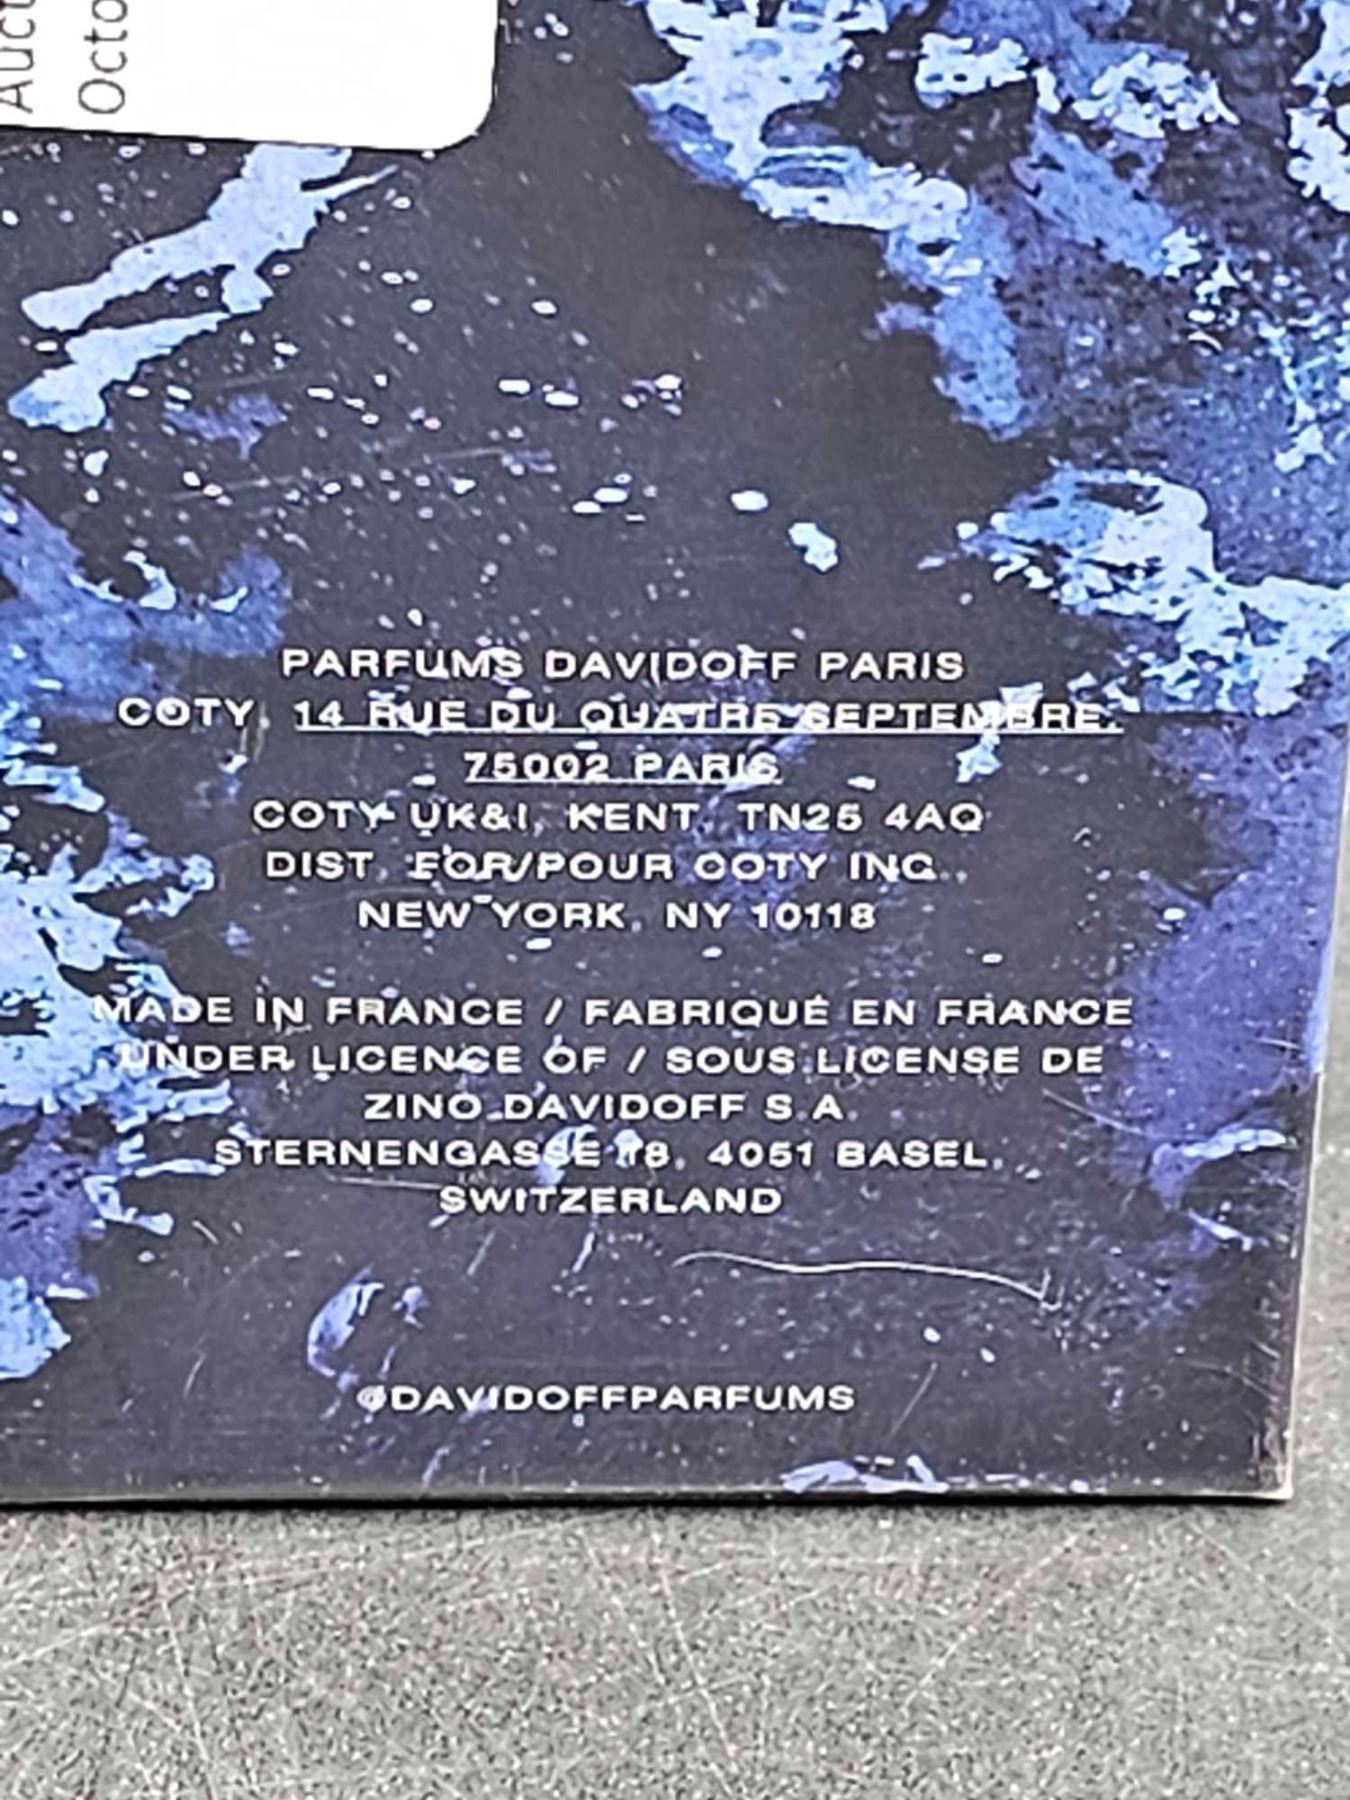 Auct
Octo
PARFUMS DAVIDOFF PARIS
COTY, 14 RUE DU QUATRE SEPTEMBRE,
75002 PARIS
COTY UK&I, KENT, TN25 4AQ
DIST. FOR/POUR COTY INC.,
NEW YORK, NY 10118
MADE IN FRANCE / FABRIQUÉ EN FRANCE
UNDER LICENCE OF / SOUS LICENSE DE
ZINO DAVIDOFF S.A.
STERNENGASSE 18, 4051 BASEL,
SWITZERLAND
@DAVIDOFFPARFUMS